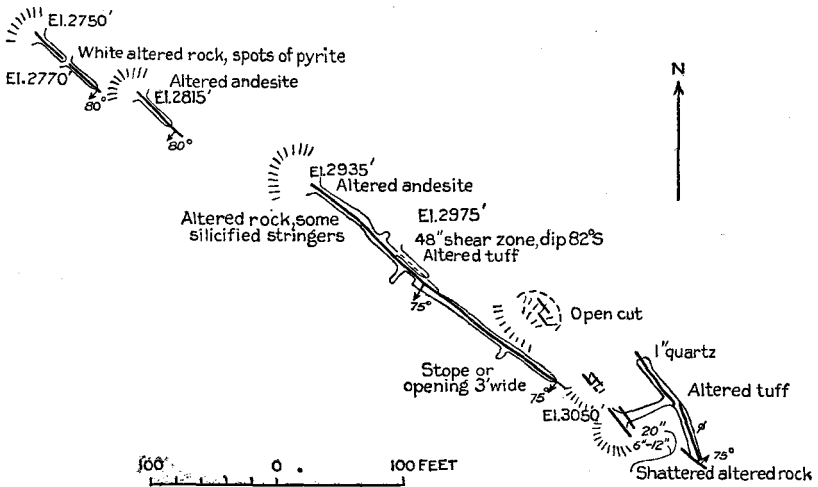 El.2750'
White altered rock, spots of pyrite
El.2770'
80°
Altered andesite
El.2815'
80°
N
El.2935'
Altered andesite
Altered rock, some
silicified stringers
El.2975'
48" shear zone, dip 82°S
Altered tuff
75°
Open cut
1" quartz
Stope or
opening 3' wide
75°
Altered tuff
El.3050'
20"
6"-12"
75°
Shattered altered rock
100' 0 100 FEET